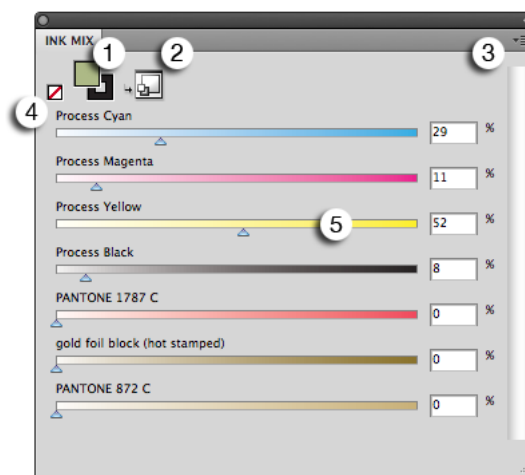 INK MIX
1
2
3
4
Process Cyan
29 %
Process Magenta
11 %
Process Yellow
5
52 %
Process Black
8 %
PANTONE 1787 C
0 %
gold foil block (hot stamped)
0 %
PANTONE 872 C
0 %